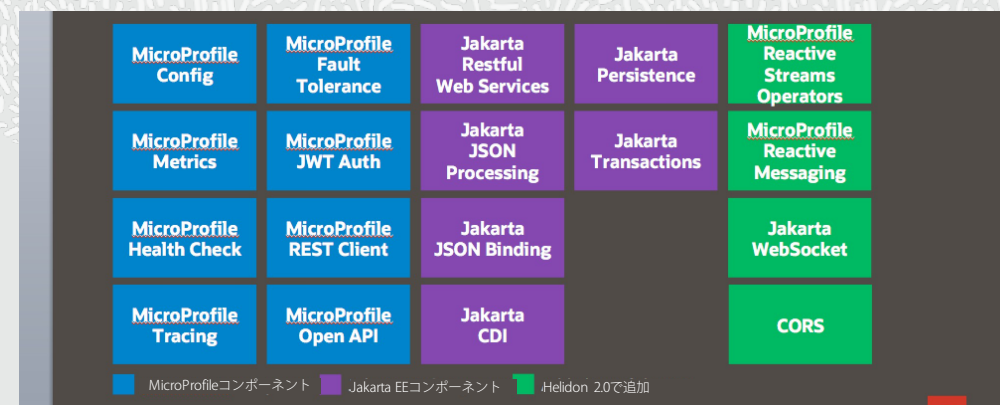 MicroProfile
Config
MicroProfile
Fault
Tolerance
Jakarta
Restful
Web Services
Jakarta
Persistence
MicroProfile
Reactive
Streams
Operators
MicroProfile
Metrics
MicroProfile
JWT Auth
Jakarta
JSON
Processing
Jakarta
Transactions
MicroProfile
Reactive
Messaging
MicroProfile
Health Check
MicroProfile
REST Client
Jakarta
JSON Binding
Jakarta
WebSocket
MicroProfile
Tracing
MicroProfile
Open API
Jakarta
CDI
CORS
MicroProfileコンポーネント
Jakarta EEコンポーネント
Helidon 2.0で追加